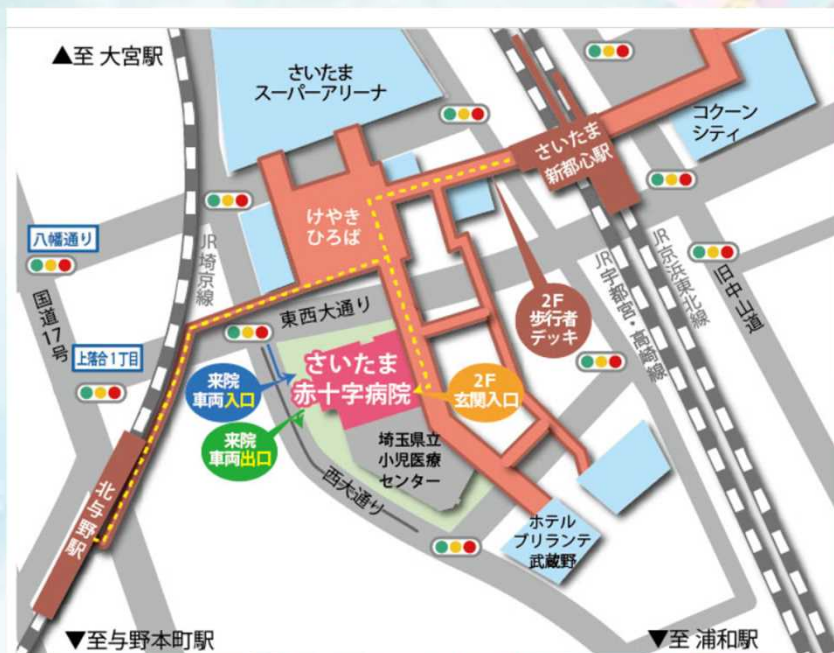 ▲至 大宮駅
さいたま
スーパーアリーナ
コクーン
シティ
さいたま
新都心駅
けやき
ひろば
八幡通り
国道17号
JR埼京線
東西大通り
2F
歩行者
デッキ
JR宇都宮・高崎線
JR京浜東北線
旧中山道
上落合1丁目
さいたま
赤十字病院
来院
車両入口
2F
玄関入口
来院
車両出口
埼玉県立
小児医療
センター
西大通り
北与野駅
ホテル
ブリランテ
武蔵野
▼至与野本町駅
▼至 浦和駅